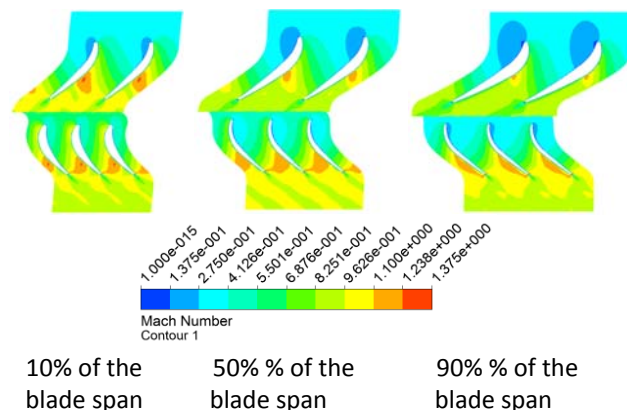 1.000e-015
1.375e-001
2.750e-001
4.126e-001
5.501e-001
6.876e-001
8.251e-001
9.626e-001
1.100e+000
1.238e+000
1.375e+000
Mach Number
Contour 1
10% of the
blade span
50% % of the
blade span
90% % of the
blade span